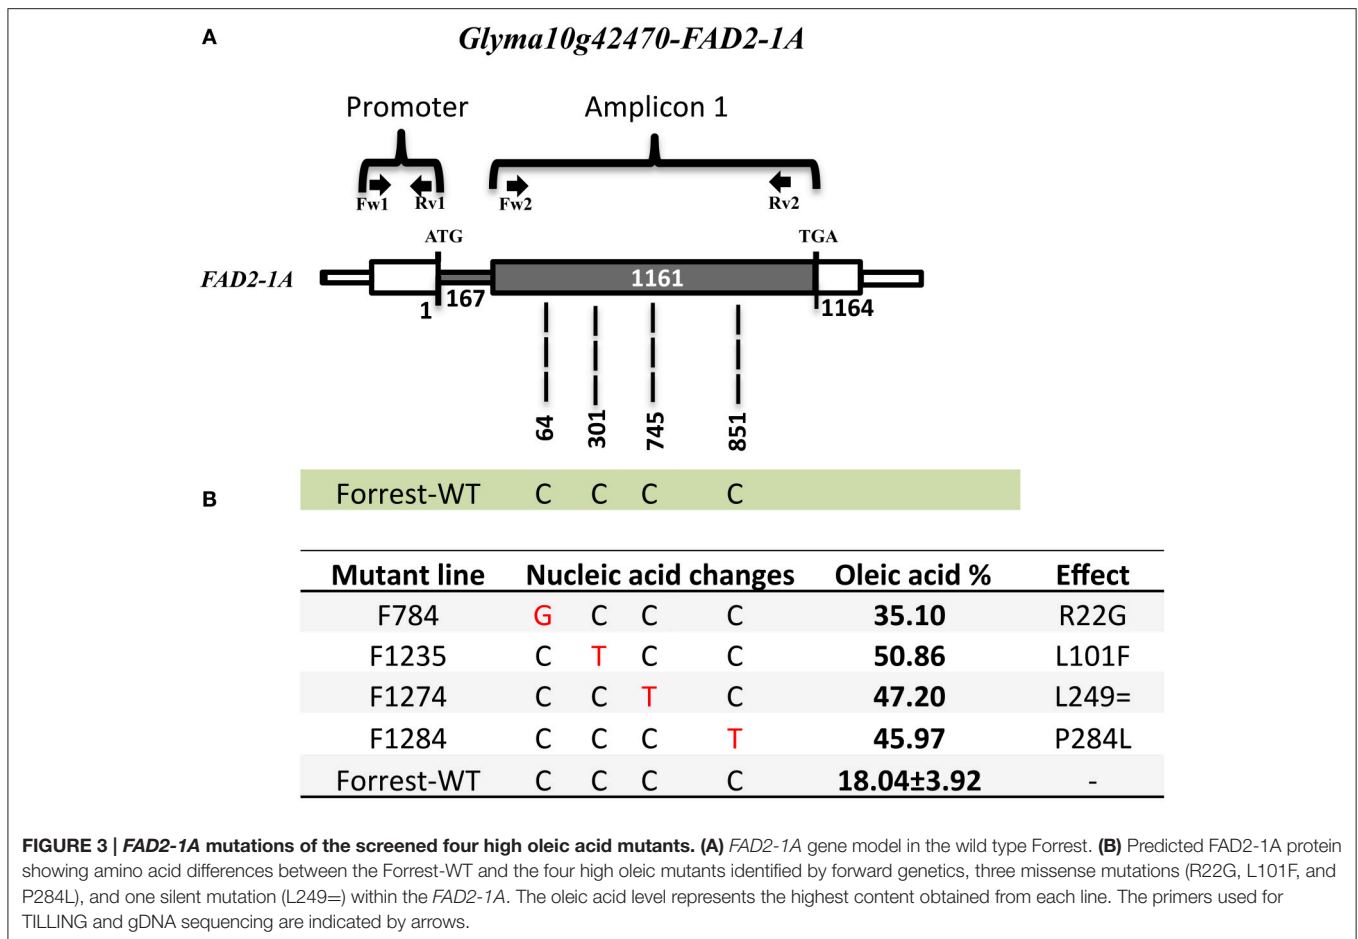 A
Glyma10g42470-FAD2-1A
Promoter Amplicon 1
Fw1 Rv1 Fw2 Rv2
ATG TGA
FAD2-1A 1161
1 167 1164
64 301 745 851
B
Forrest-WT C C C C
Mutant line Nucleic acid changes Oleic acid % Effect
F784 G C C C 35.10 R22G
F1235 C T C C 50.86 L101F
F1274 C C T C 47.20 L249=
F1284 C C C T 45.97 P284L
Forrest-WT C C C C 18.04±3.92 -
FIGURE 3 | FAD2-1A mutations of the screened four high oleic acid mutants. (A) FAD2-1A gene model in the wild type Forrest. (B) Predicted FAD2-1A protein
showing amino acid differences between the Forrest-WT and the four high oleic mutants identified by forward genetics, three missense mutations (R22G, L101F, and
P284L), and one silent mutation (L249=) within the FAD2-1A. The oleic acid level represents the highest content obtained from each line. The primers used for
TILLING and gDNA sequencing are indicated by arrows.